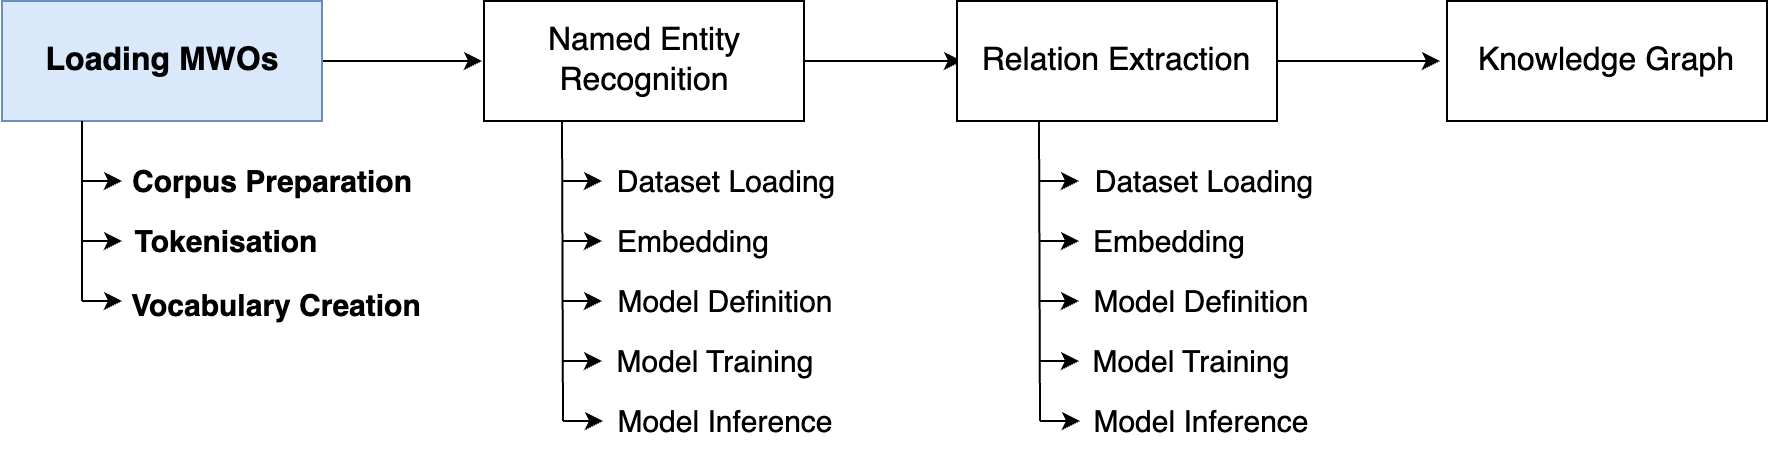 Loading MWOs
Corpus Preparation
Tokenisation
Vocabulary Creation
Named Entity
Recognition
Dataset Loading
Embedding
Model Definition
Model Training
Model Inference
Relation Extraction
Dataset Loading
Embedding
Model Definition
Model Training
Model Inference
Knowledge Graph